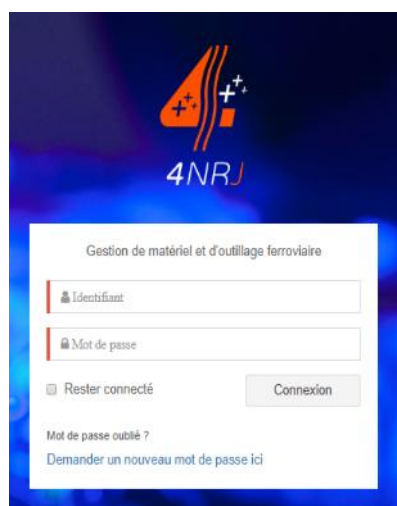 4NRJ
Gestion de matériel et d'outillage ferroviaire
Identifiant
Mot de passe
Rester connecté
Connexion
Mot de passe oublié ?
Demander un nouveau mot de passe ici